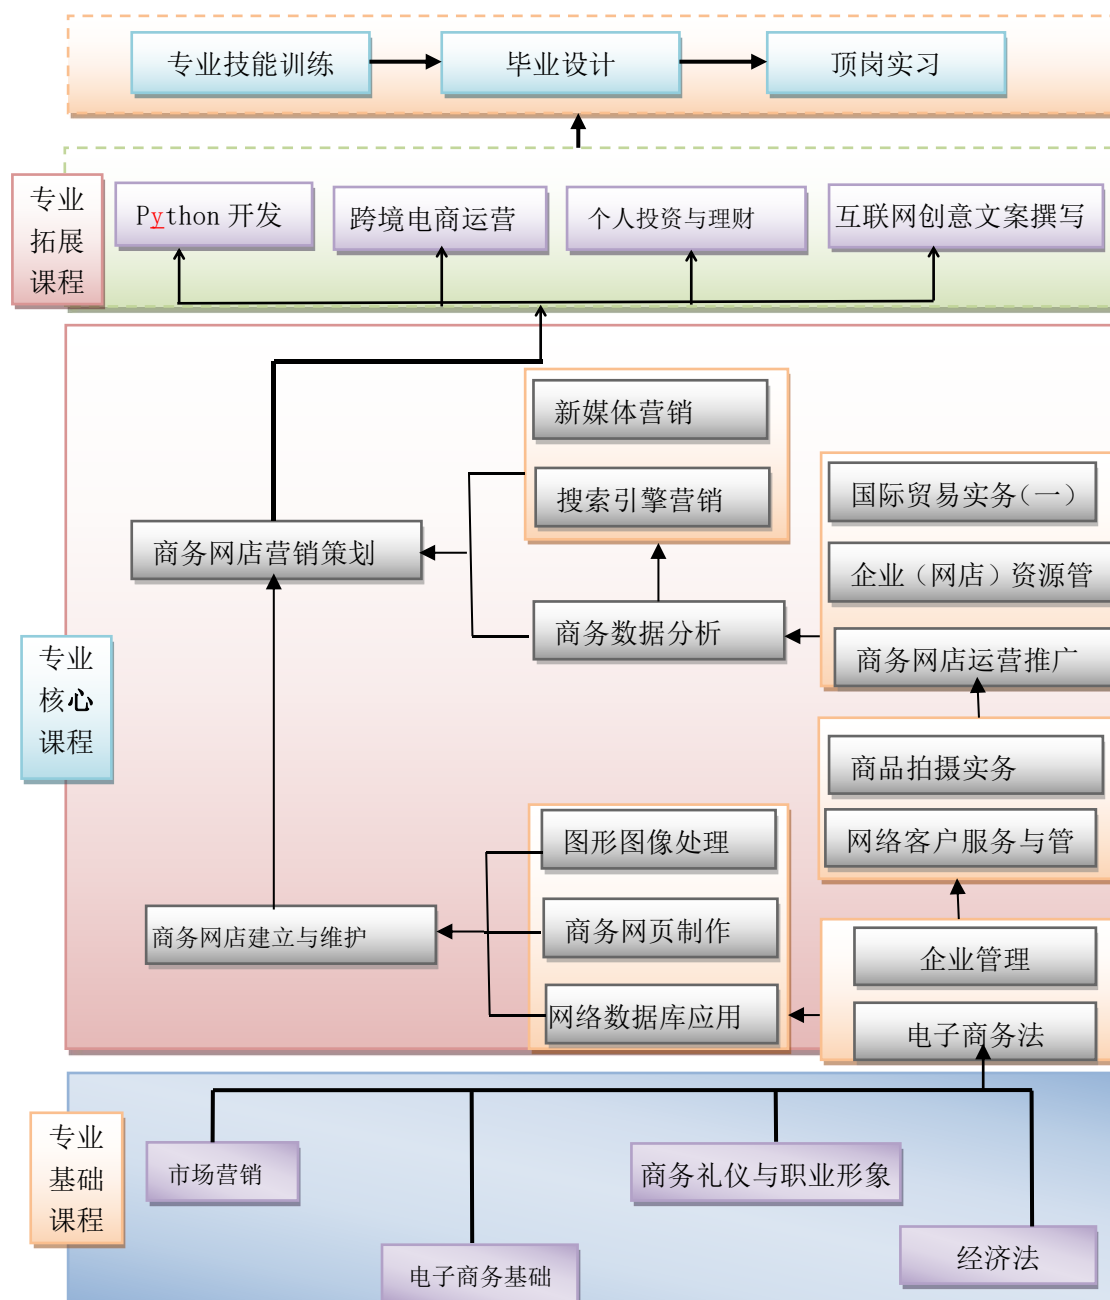 专业技能训练
毕业设计
顶岗实习
专业
拓展
课程
Python 开发
跨境电商运营
个人投资与理财
互联网创意文案撰写
新媒体营销
搜索引擎营销
国际贸易实务(一)
商务网店营销策划
企业（网店）资源管
商务数据分析
商务网店运营推广
专业
核心
课程
商品拍摄实务
图形图像处理
网络客户服务与管
商务网店建立与维护
商务网页制作
企业管理
网络数据库应用
电子商务法
专业
基础
课程
市场营销
商务礼仪与职业形象
电子商务基础
经济法